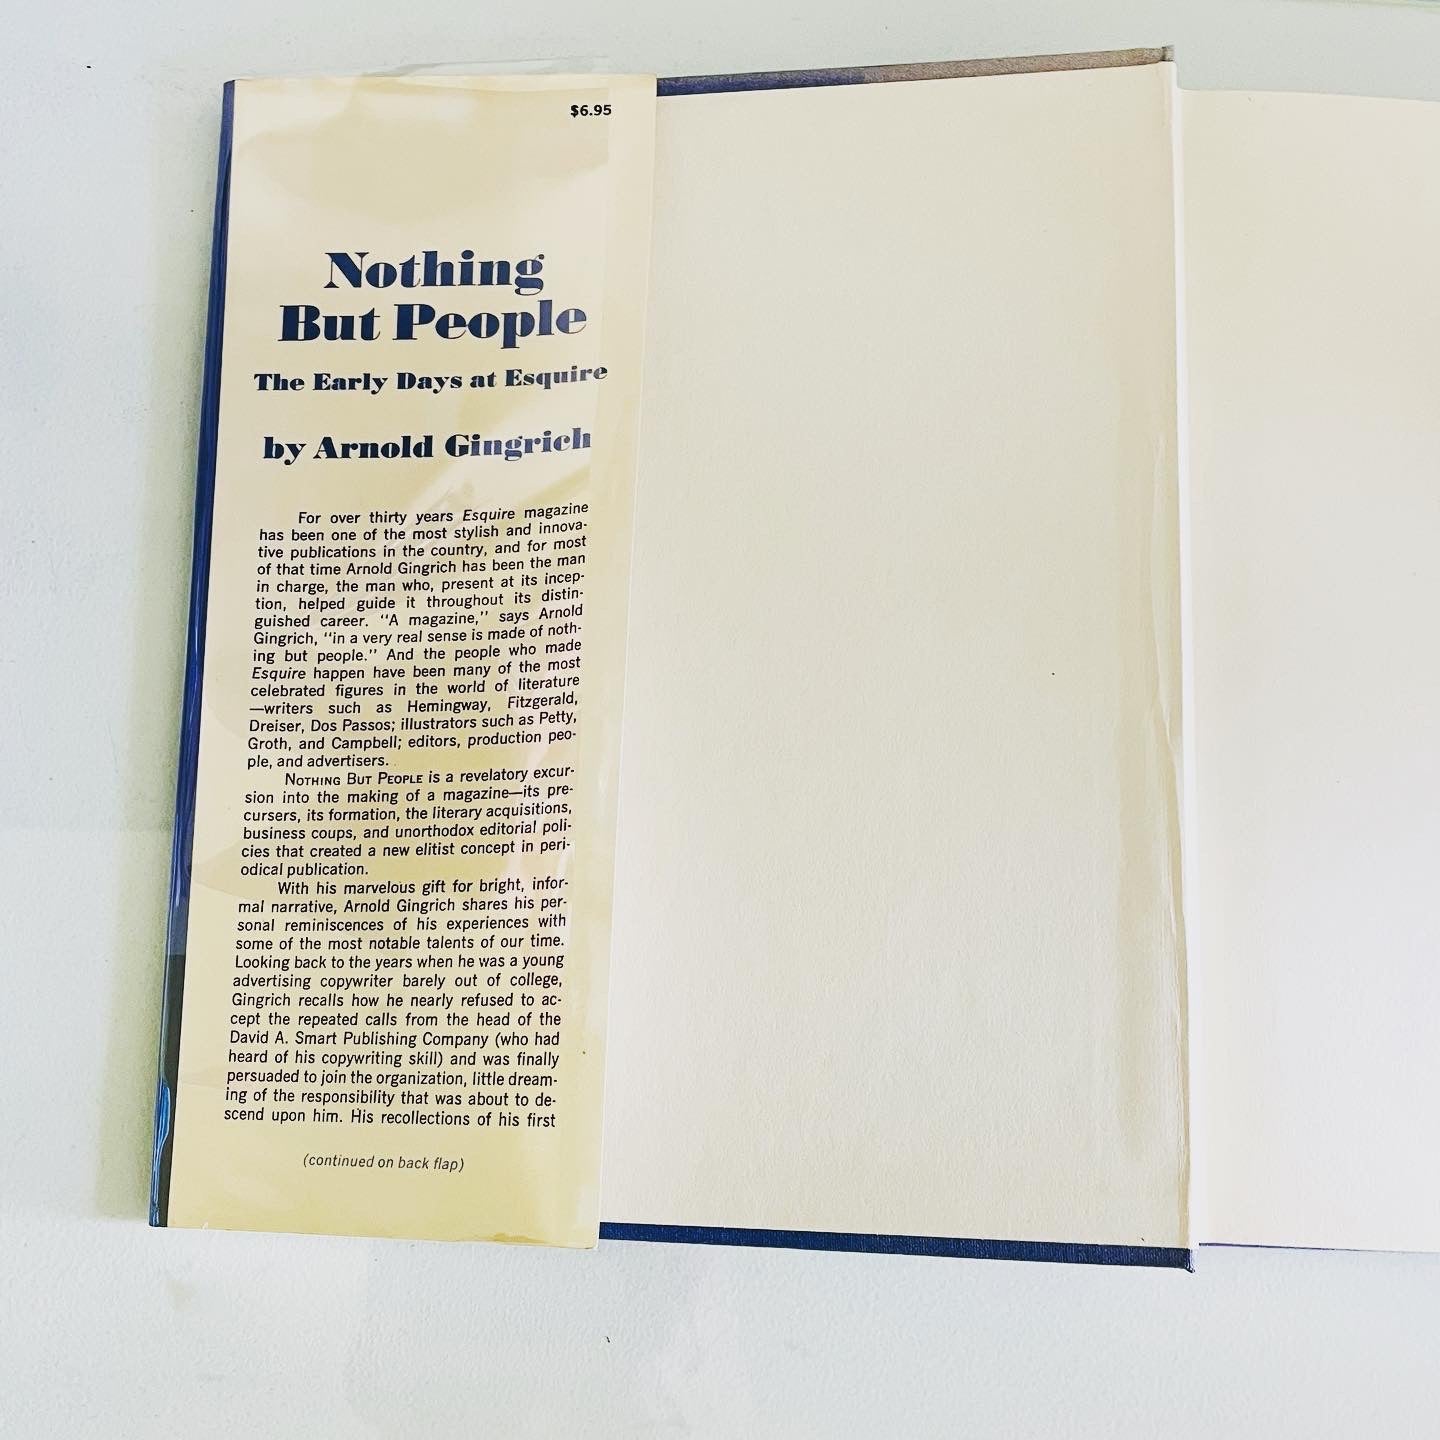 $6.95
Nothing
But People
The Early Days at Esquire
by Arnold Gingrich
For over thirty years Esquire magazine
has been one of the most stylish and innova-
tive publications in the country, and for most
of that time Arnold Gingrich has been the man
in charge, the man who, present at its incep-
tion, helped guide it throughout its distin-
guished career. “A magazine,” says Arnold
Gingrich, “in a very real sense is made of noth-
ing but people.” And the people who made
Esquire happen have been many of the most
celebrated figures in the world of literature
—writers such as Hemingway, Fitzgerald,
Dreiser, Dos Passos; illustrators such as Petty,
Groth, and Campbell; editors, production peo-
ple, and advertisers.
NOTHING BUT PEOPLE is a revelatory excur-
sion into the making of a magazine—its pre-
cursers, its formation, the literary acquisitions,
business coups, and unorthodox editorial poli-
cies that created a new elitist concept in peri-
odical publication.
With his marvelous gift for bright, infor-
mal narrative, Arnold Gingrich shares his per-
sonal reminiscences of his experiences with
some of the most notable talents of our time.
Looking back to the years when he was a young
advertising copywriter barely out of college,
Gingrich recalls how he nearly refused to ac-
cept the repeated calls from the head of the
David A. Smart Publishing Company (who had
heard of his copywriting skill) and was finally
persuaded to join the organization, little dream-
ing of the responsibility that was about to de-
scend upon him. His recollections of his first
(continued on back flap)